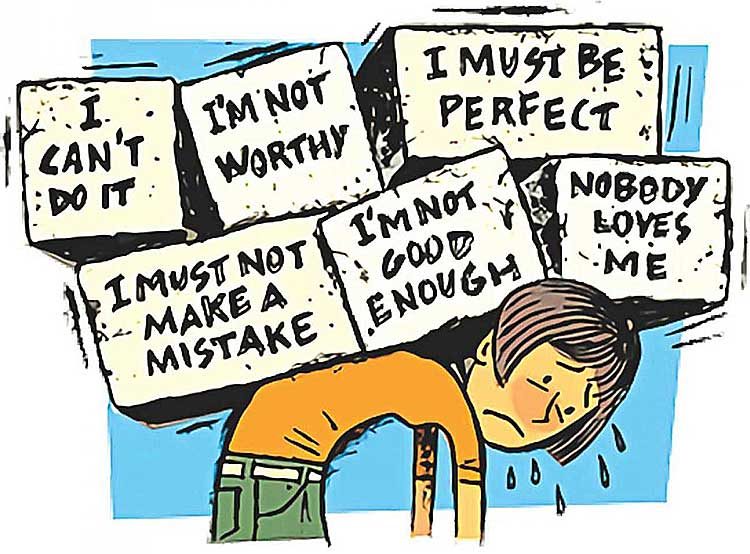 I
CAN'T
DO IT
I'M NOT
WORTHY
I MUST BE
PERFECT
I MUST NOT
MAKE A
MISTAKE
I'M NOT
GOOD
ENOUGH
NOBODY
LOVES
ME